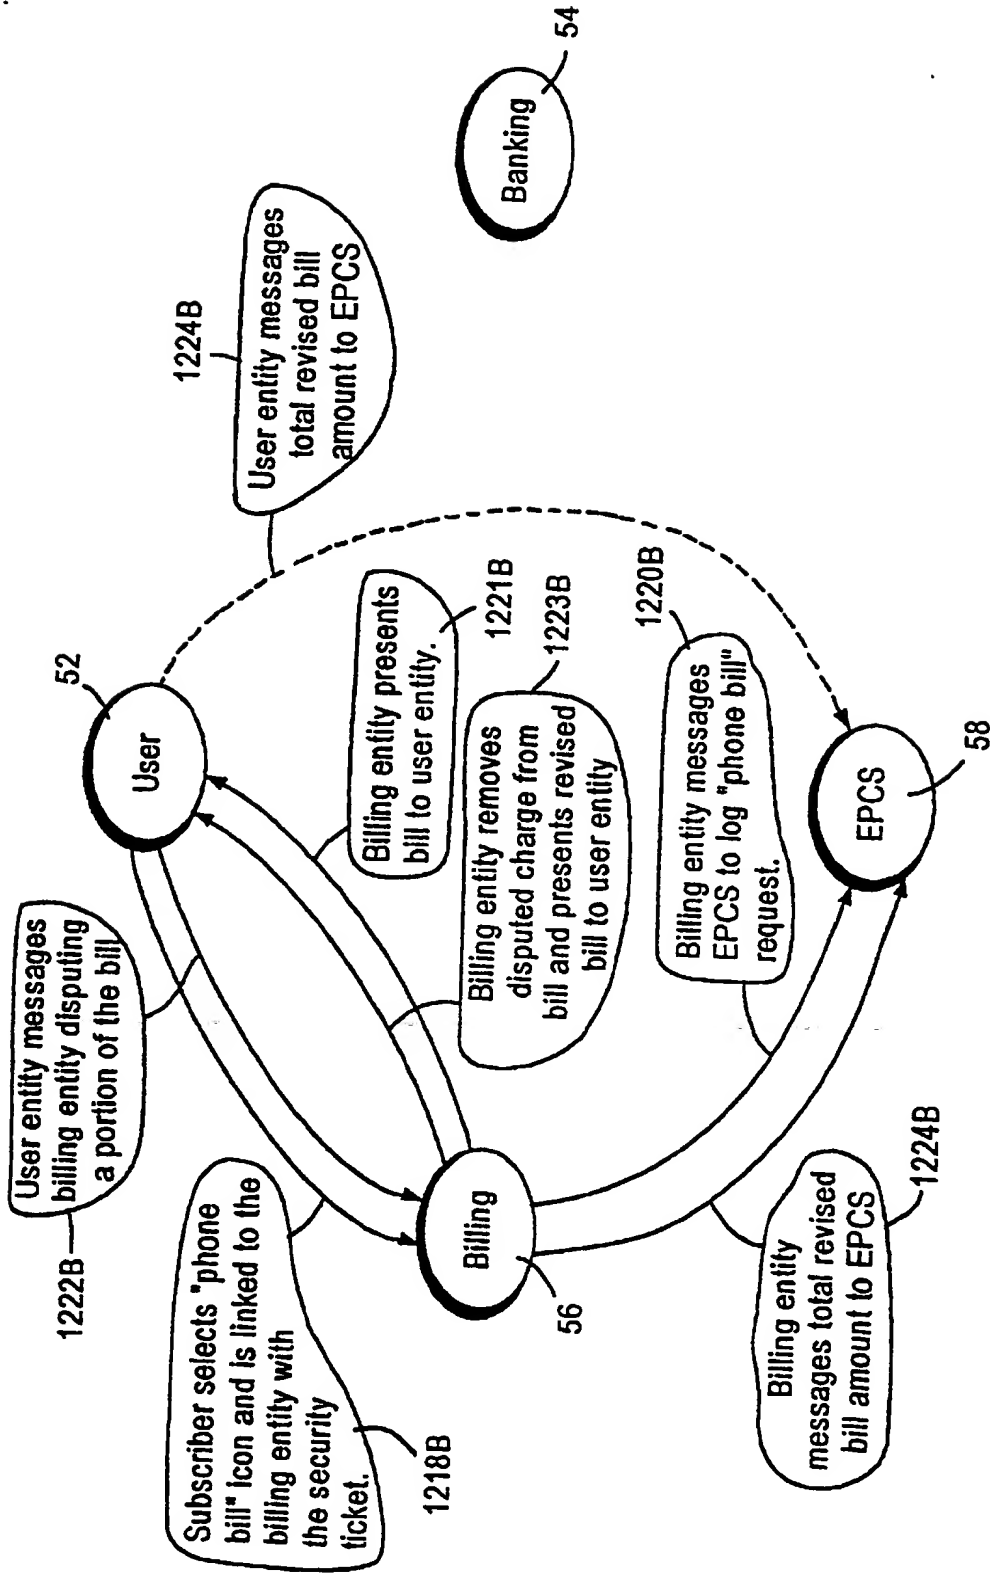 User entity messages
billing entity disputing
a portion of the bill
1222B
52
User
1224B
User entity messages
total revised bill
amount to EPCS
Banking
54
Subscriber selects "phone
bill" icon and is linked to the
billing entity with
the security
ticket.
1218B
Billing entity presents
bill to user entity.
1221B
Billing entity removes
disputed charge from
bill and presents revised
bill to user entity
1223B
Billing
56
1220B
Billing entity messages
EPCS to log "phone bill"
request.
EPCS
58
Billing entity
messages total revised
bill amount to EPCS
1224B